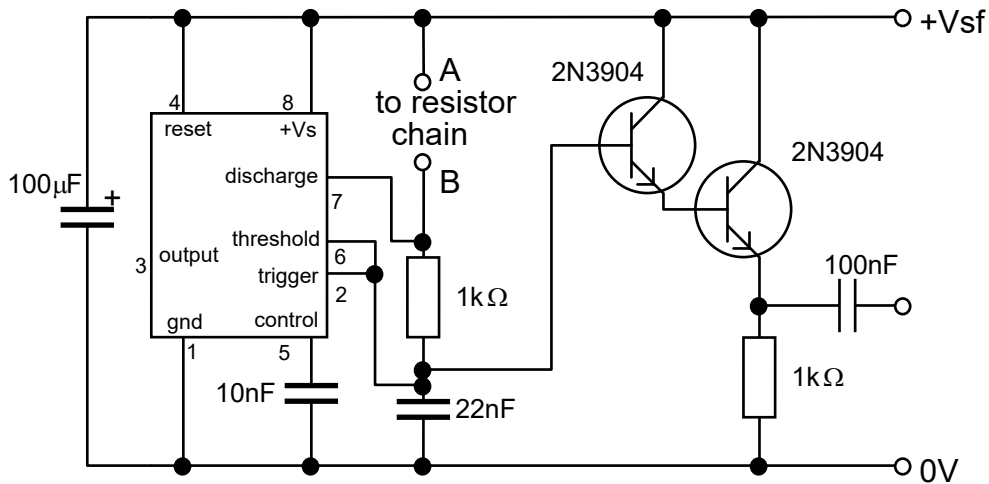 +Vsf
A
to resistor
chain
B
2N3904
2N3904
4
8
reset
+Vs
discharge
7
100μF
+
threshold
6
3
output
trigger
2
1kΩ
100nF
gnd
control
1
5
10nF
22nF
1kΩ
0V